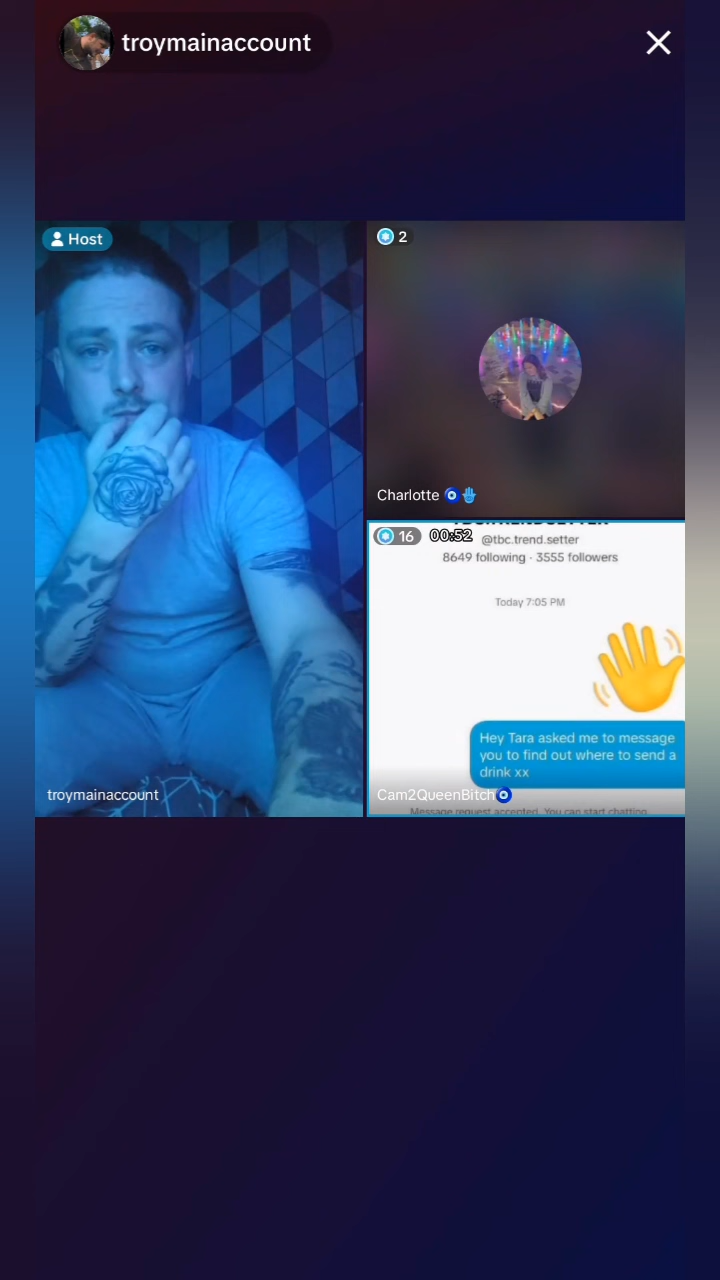 troymainaccount
Host
2
Charlotte 🧿🪬
16 00:52
@tbc.trend.setter
8649 following · 3555 followers
Today 7:05 PM
👋
Hey Tara asked me to message
you to find out where to send a
drink xx
troymainaccount
Cam2QueenBitch🧿
Message request accepted. You can start chatting